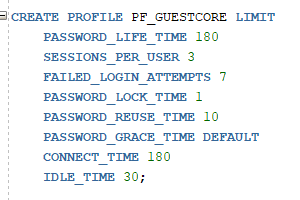 CREATE PROFILE PF_GUESTCORE LIMIT
PASSWORD_LIFE_TIME 180
SESSIONS_PER_USER 3
FAILED_LOGIN_ATTEMPTS 7
PASSWORD_LOCK_TIME 1
PASSWORD_REUSE_TIME 10
PASSWORD_GRACE_TIME DEFAULT
CONNECT_TIME 180
IDLE_TIME 30;